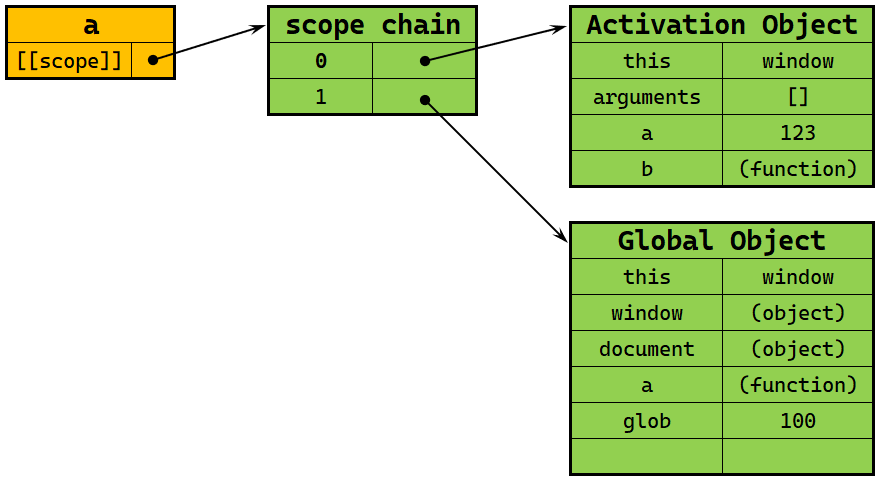 a
[[scope]]
scope chain
0
1
Activation Object
this window
arguments []
a 123
b (function)
Global Object
this window
window (object)
document (object)
a (function)
glob 100